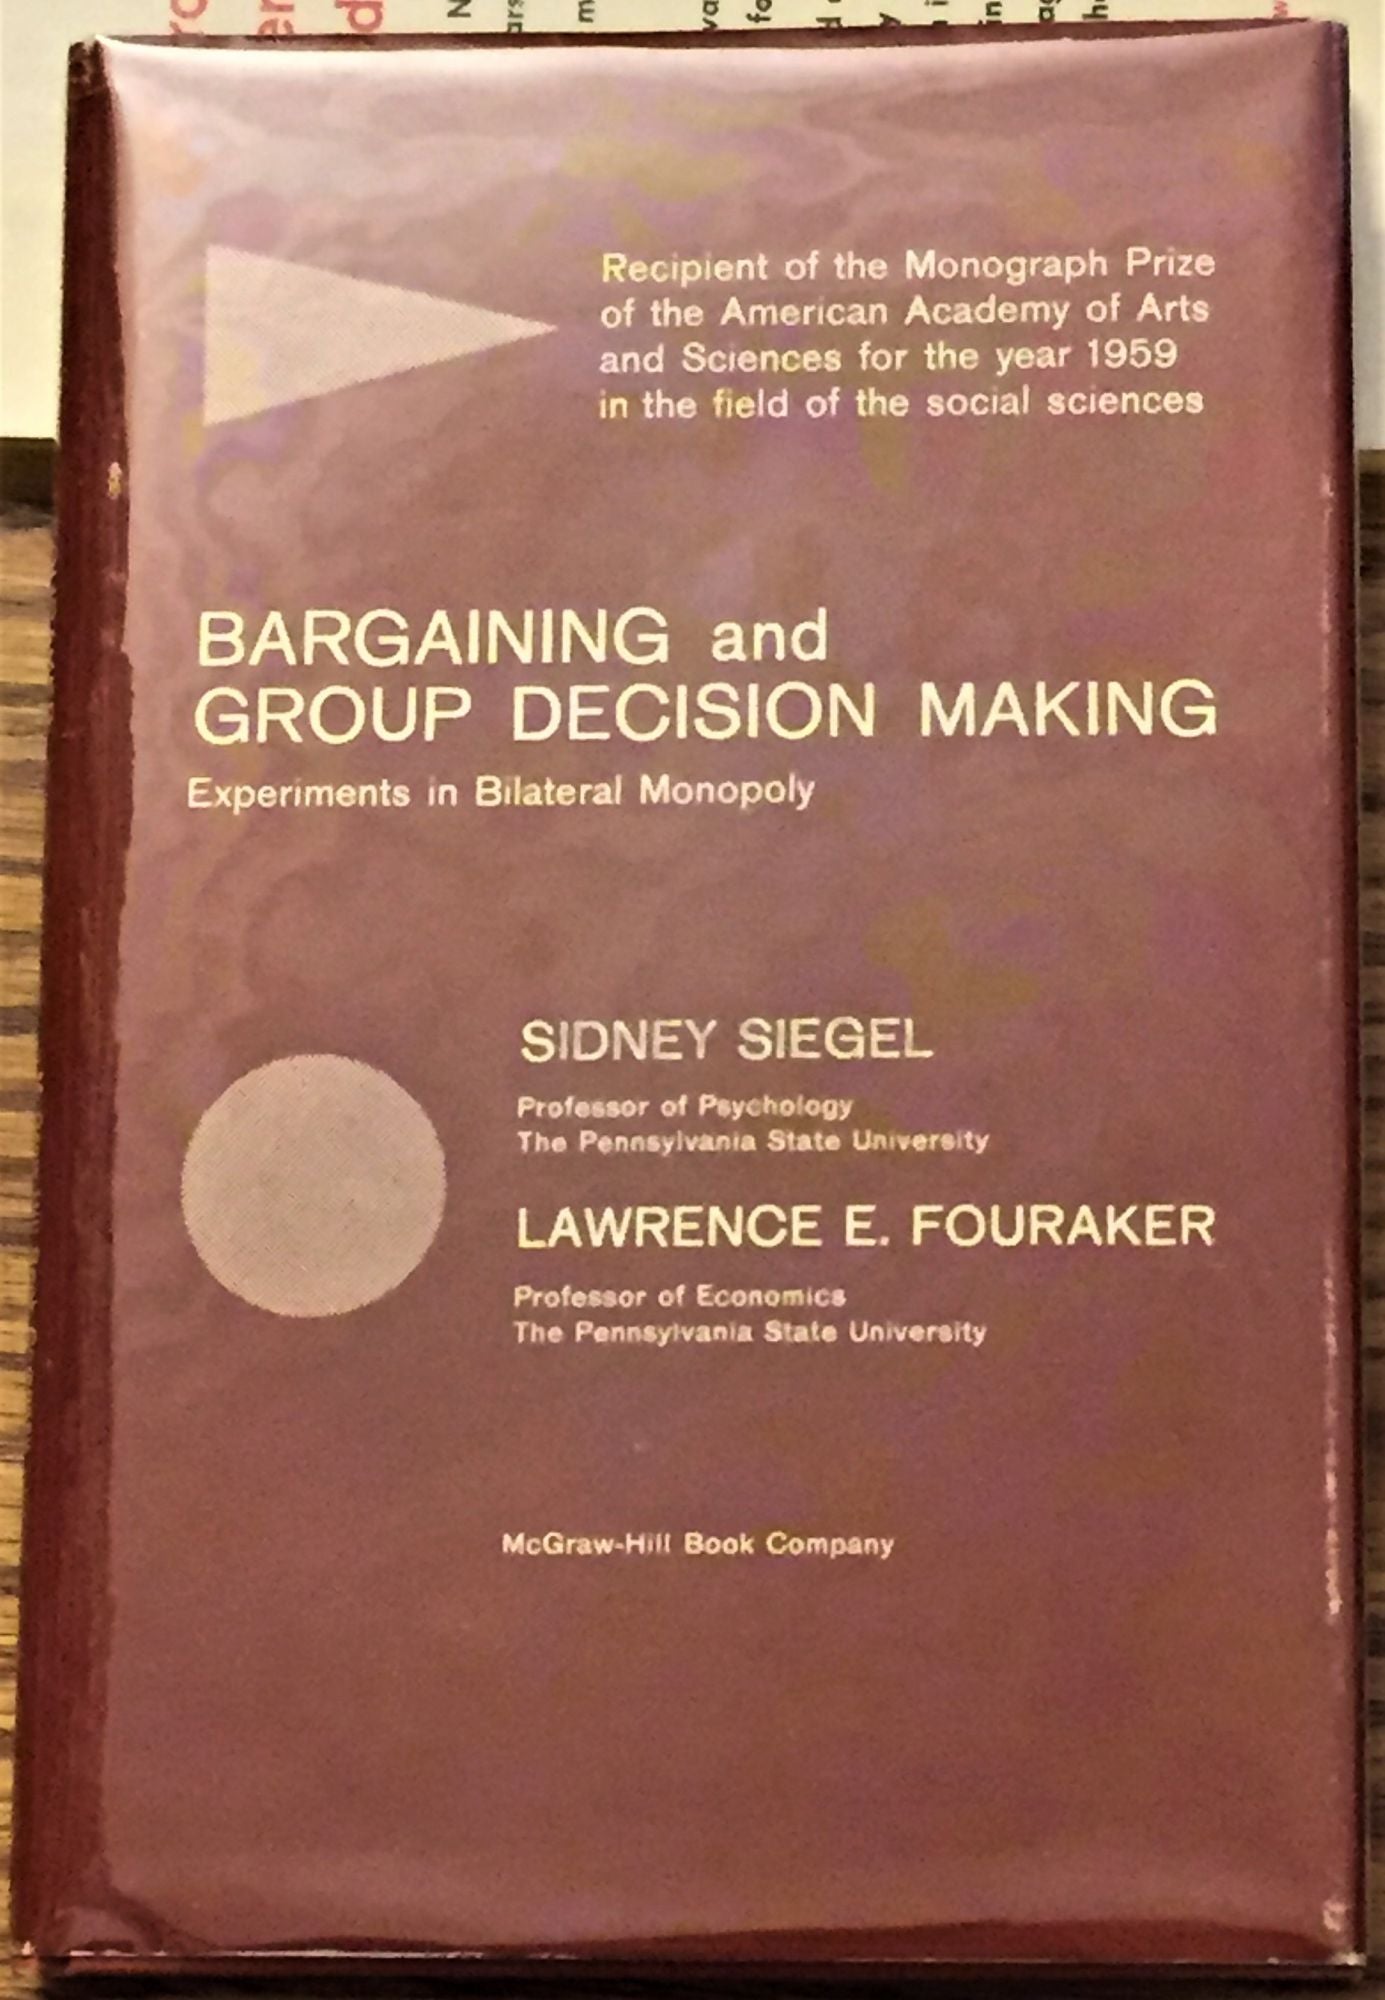 Recipient of the Monograph Prize
of the American Academy of Arts
and Sciences for the year 1959
in the field of the social sciences
BARGAINING and
GROUP DECISION MAKING
Experiments in Bilateral Monopoly
SIDNEY SIEGEL
Professor of Psychology
The Pennsylvania State University
LAWRENCE E. FOURAKER
Professor of Economics
The Pennsylvania State University
McGraw-Hill Book Company